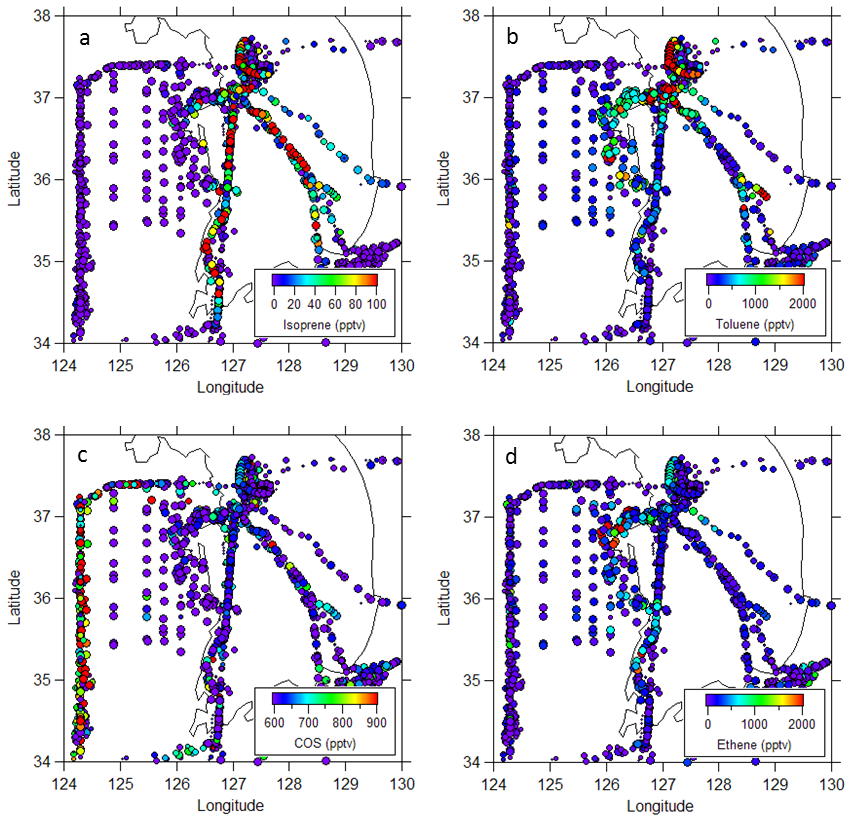 a
38
37
36
35
34
Latitude
124 125 126 127 128 129 130
Longitude
0 20 40 60 80 100
Isoprene (pptv)
b
38
37
36
35
34
Latitude
124 125 126 127 128 129 130
Longitude
0 1000 2000
Toluene (pptv)
c
38
37
36
35
34
Latitude
124 125 126 127 128 129 130
Longitude
600 700 800 900
COS (pptv)
d
38
37
36
35
34
Latitude
124 125 126 127 128 129 130
Longitude
0 1000 2000
Ethene (pptv)